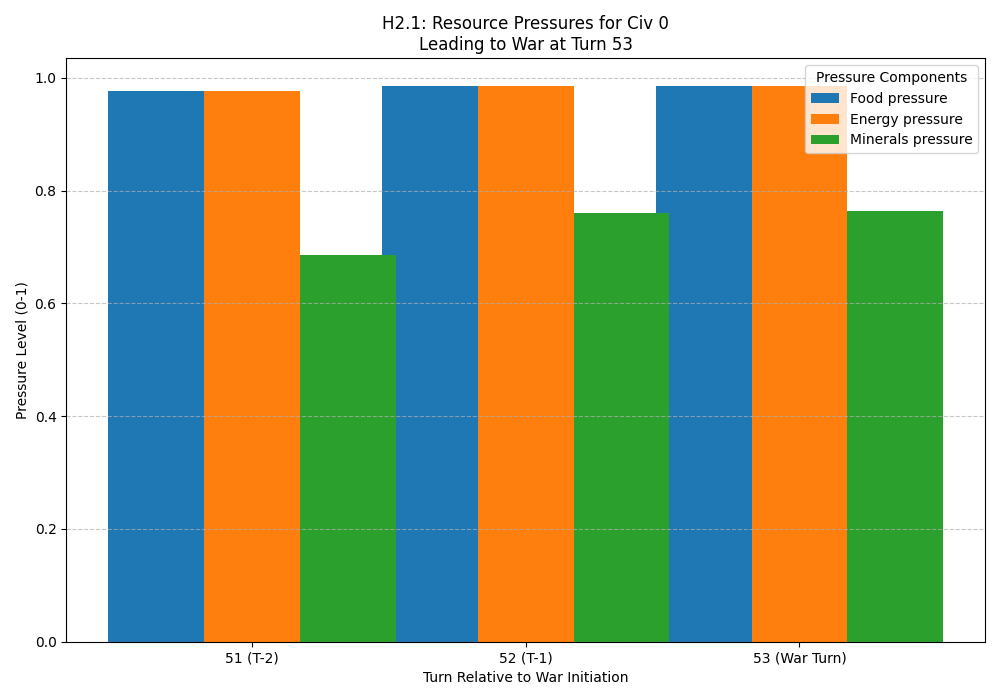 H2.1: Resource Pressures for Civ 0
Leading to War at Turn 53
Pressure Components
Food pressure
Energy pressure
Minerals pressure
Pressure Level (0-1)
1.0
0.8
0.6
0.4
0.2
0.0
51 (T-2)
52 (T-1)
53 (War Turn)
Turn Relative to War Initiation